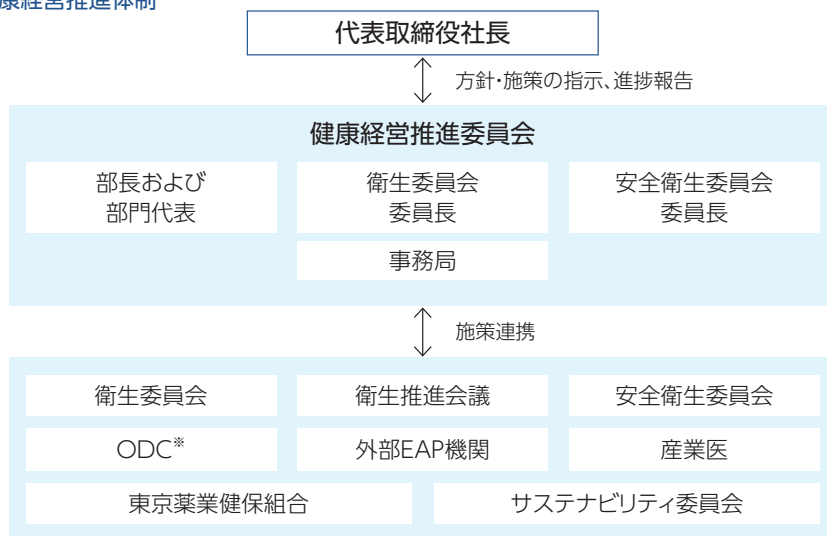 康経営推進体制
代表取締役社長
方針・施策の指示、進捗報告
健康経営推進委員会
部長および
部門代表
衛生委員会
委員長
安全衛生委員会
委員長
事務局
施策連携
衛生委員会
衛生推進会議
安全衛生委員会
ODC※
外部EAP機関
産業医
東京薬業健保組合
サステナビリティ委員会